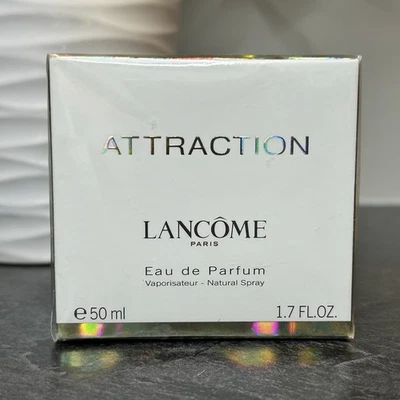 ATTRACTION
LANCÔME
PARIS
Eau de Parfum
Vaporisateur - Natural Spray
℮50 ml 1.7 FL.OZ.